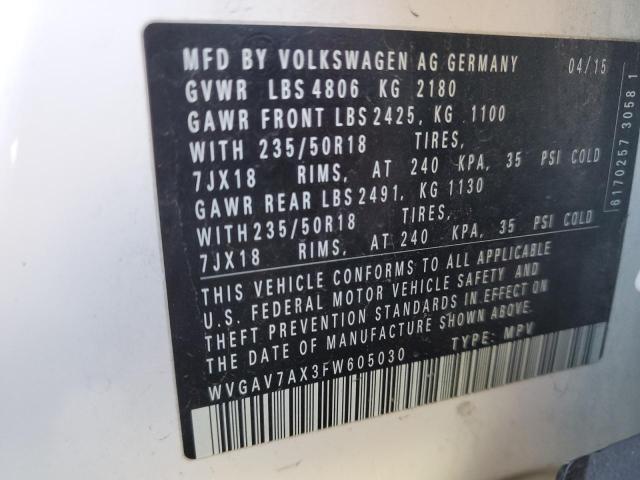 MFD BY VOLKSWAGEN AG GERMANY 04/15
GVWR LBS 4806 KG 2180
GAWR FRONT LBS 2425, KG 1100
WITH 235/50R18 TIRES,
7JX18 RIMS, AT 240 KPA, 35 PSI COLD
GAWR REAR LBS 2491, KG 1130
WITH 235/50R18 TIRES,
7JX18 RIMS, AT 240 KPA, 35 PSI COLD
THIS VEHICLE CONFORMS TO ALL APPLICABLE
U.S. FEDERAL MOTOR VEHICLE SAFETY AND
THEFT PREVENTION STANDARDS IN EFFECT ON
THE DATE OF MANUFACTURE SHOWN ABOVE.
WVGAV7AX3FW605030 TYPE: MPV
6170257 3058 1